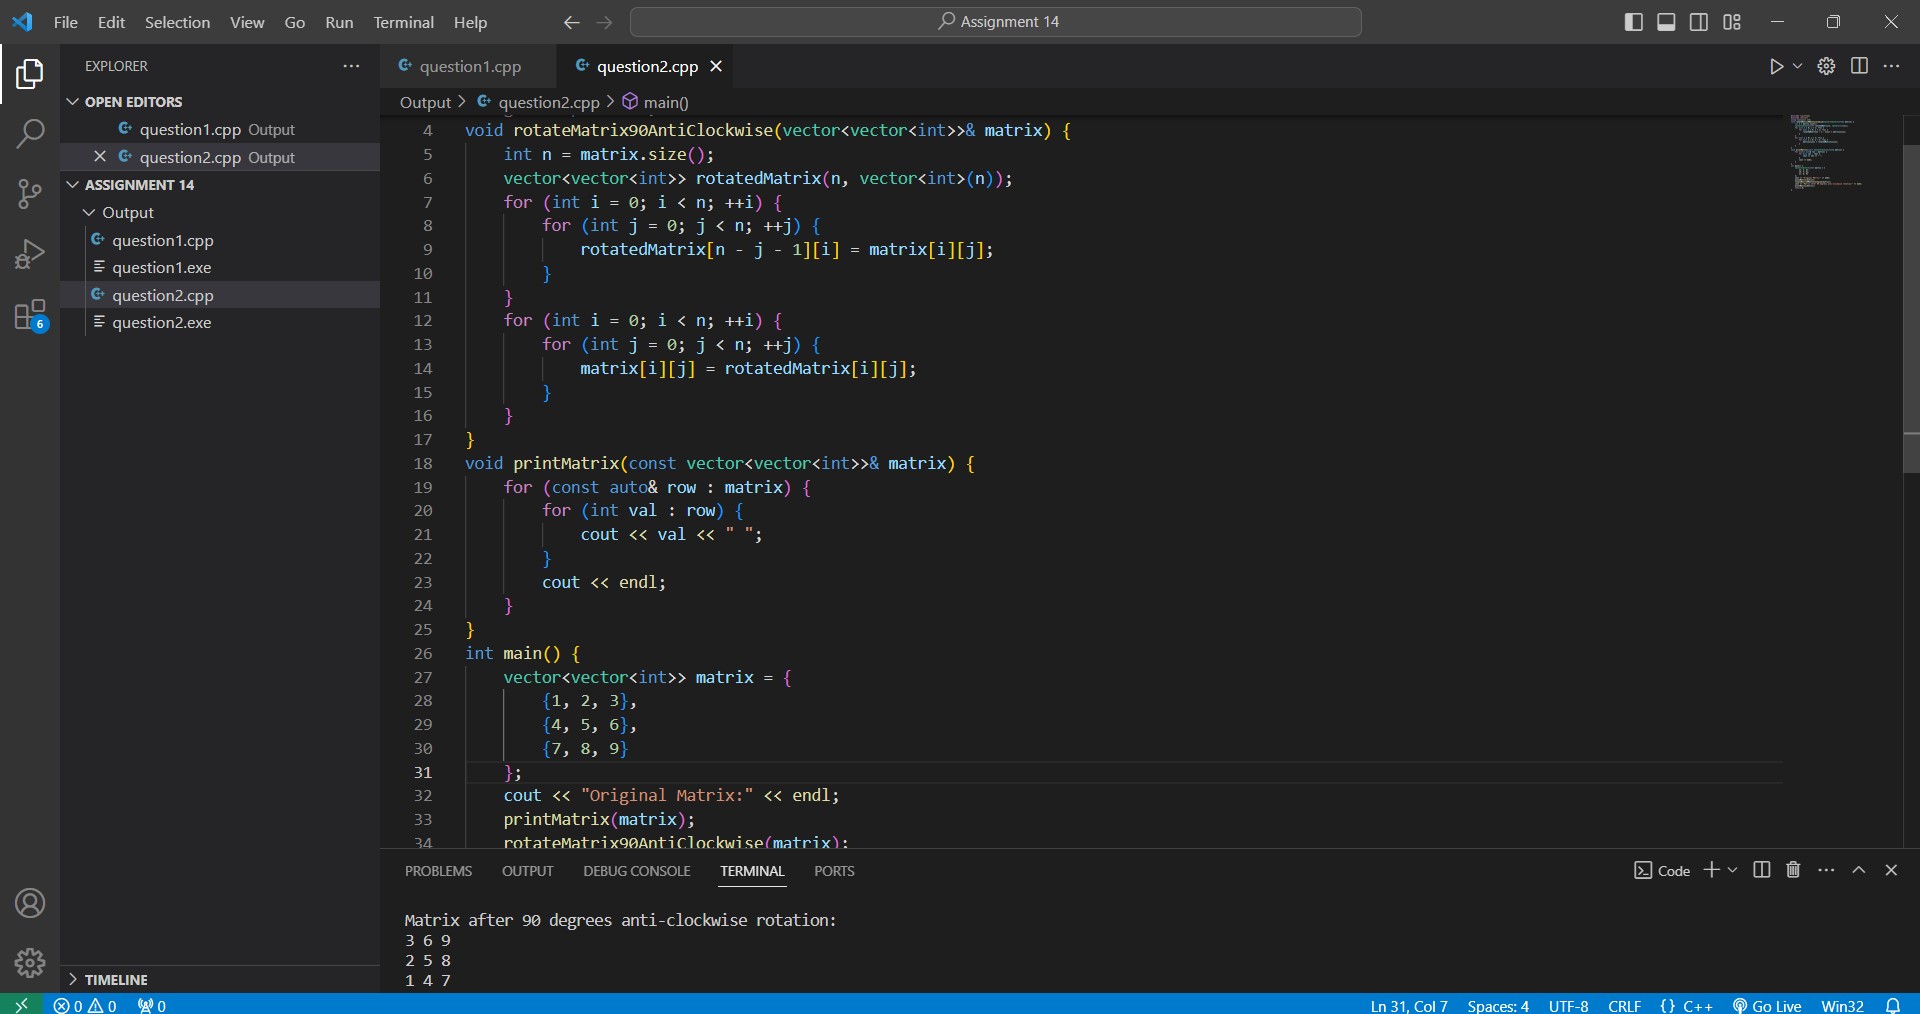 File Edit Selection View Go Run Terminal Help
Assignment 14
EXPLORER
OPEN EDITORS
question1.cpp Output
question2.cpp Output
ASSIGNMENT 14
Output
question1.cpp
question1.exe
question2.cpp
question2.exe
TIMELINE
6
question1.cpp question2.cpp
Output > question2.cpp > main()
4 void rotateMatrix90AntiClockwise(vector<vector<int>>& matrix) {
5 int n = matrix.size();
6 vector<vector<int>> rotatedMatrix(n, vector<int>(n));
7 for (int i = 0; i < n; ++i) {
8 for (int j = 0; j < n; ++j) {
9 rotatedMatrix[n - j - 1][i] = matrix[i][j];
10 }
11 }
12 for (int i = 0; i < n; ++i) {
13 for (int j = 0; j < n; ++j) {
14 matrix[i][j] = rotatedMatrix[i][j];
15 }
16 }
17 }
18 void printMatrix(const vector<vector<int>>& matrix) {
19 for (const auto& row : matrix) {
20 for (int val : row) {
21 cout << val << " ";
22 }
23 cout << endl;
24 }
25 }
26 int main() {
27 vector<vector<int>> matrix = {
28 {1, 2, 3},
29 {4, 5, 6},
30 {7, 8, 9}
31 };
32 cout << "Original Matrix:" << endl;
33 printMatrix(matrix);
34 rotateMatrix90AntiClockwise(matrix);
PROBLEMS OUTPUT DEBUG CONSOLE TERMINAL PORTS
Code
Matrix after 90 degrees anti-clockwise rotation:
3 6 9
2 5 8
1 4 7
0 0 0 Ln 31, Col 7 Spaces: 4 UTF-8 CRLF {} C++ Go Live Win32